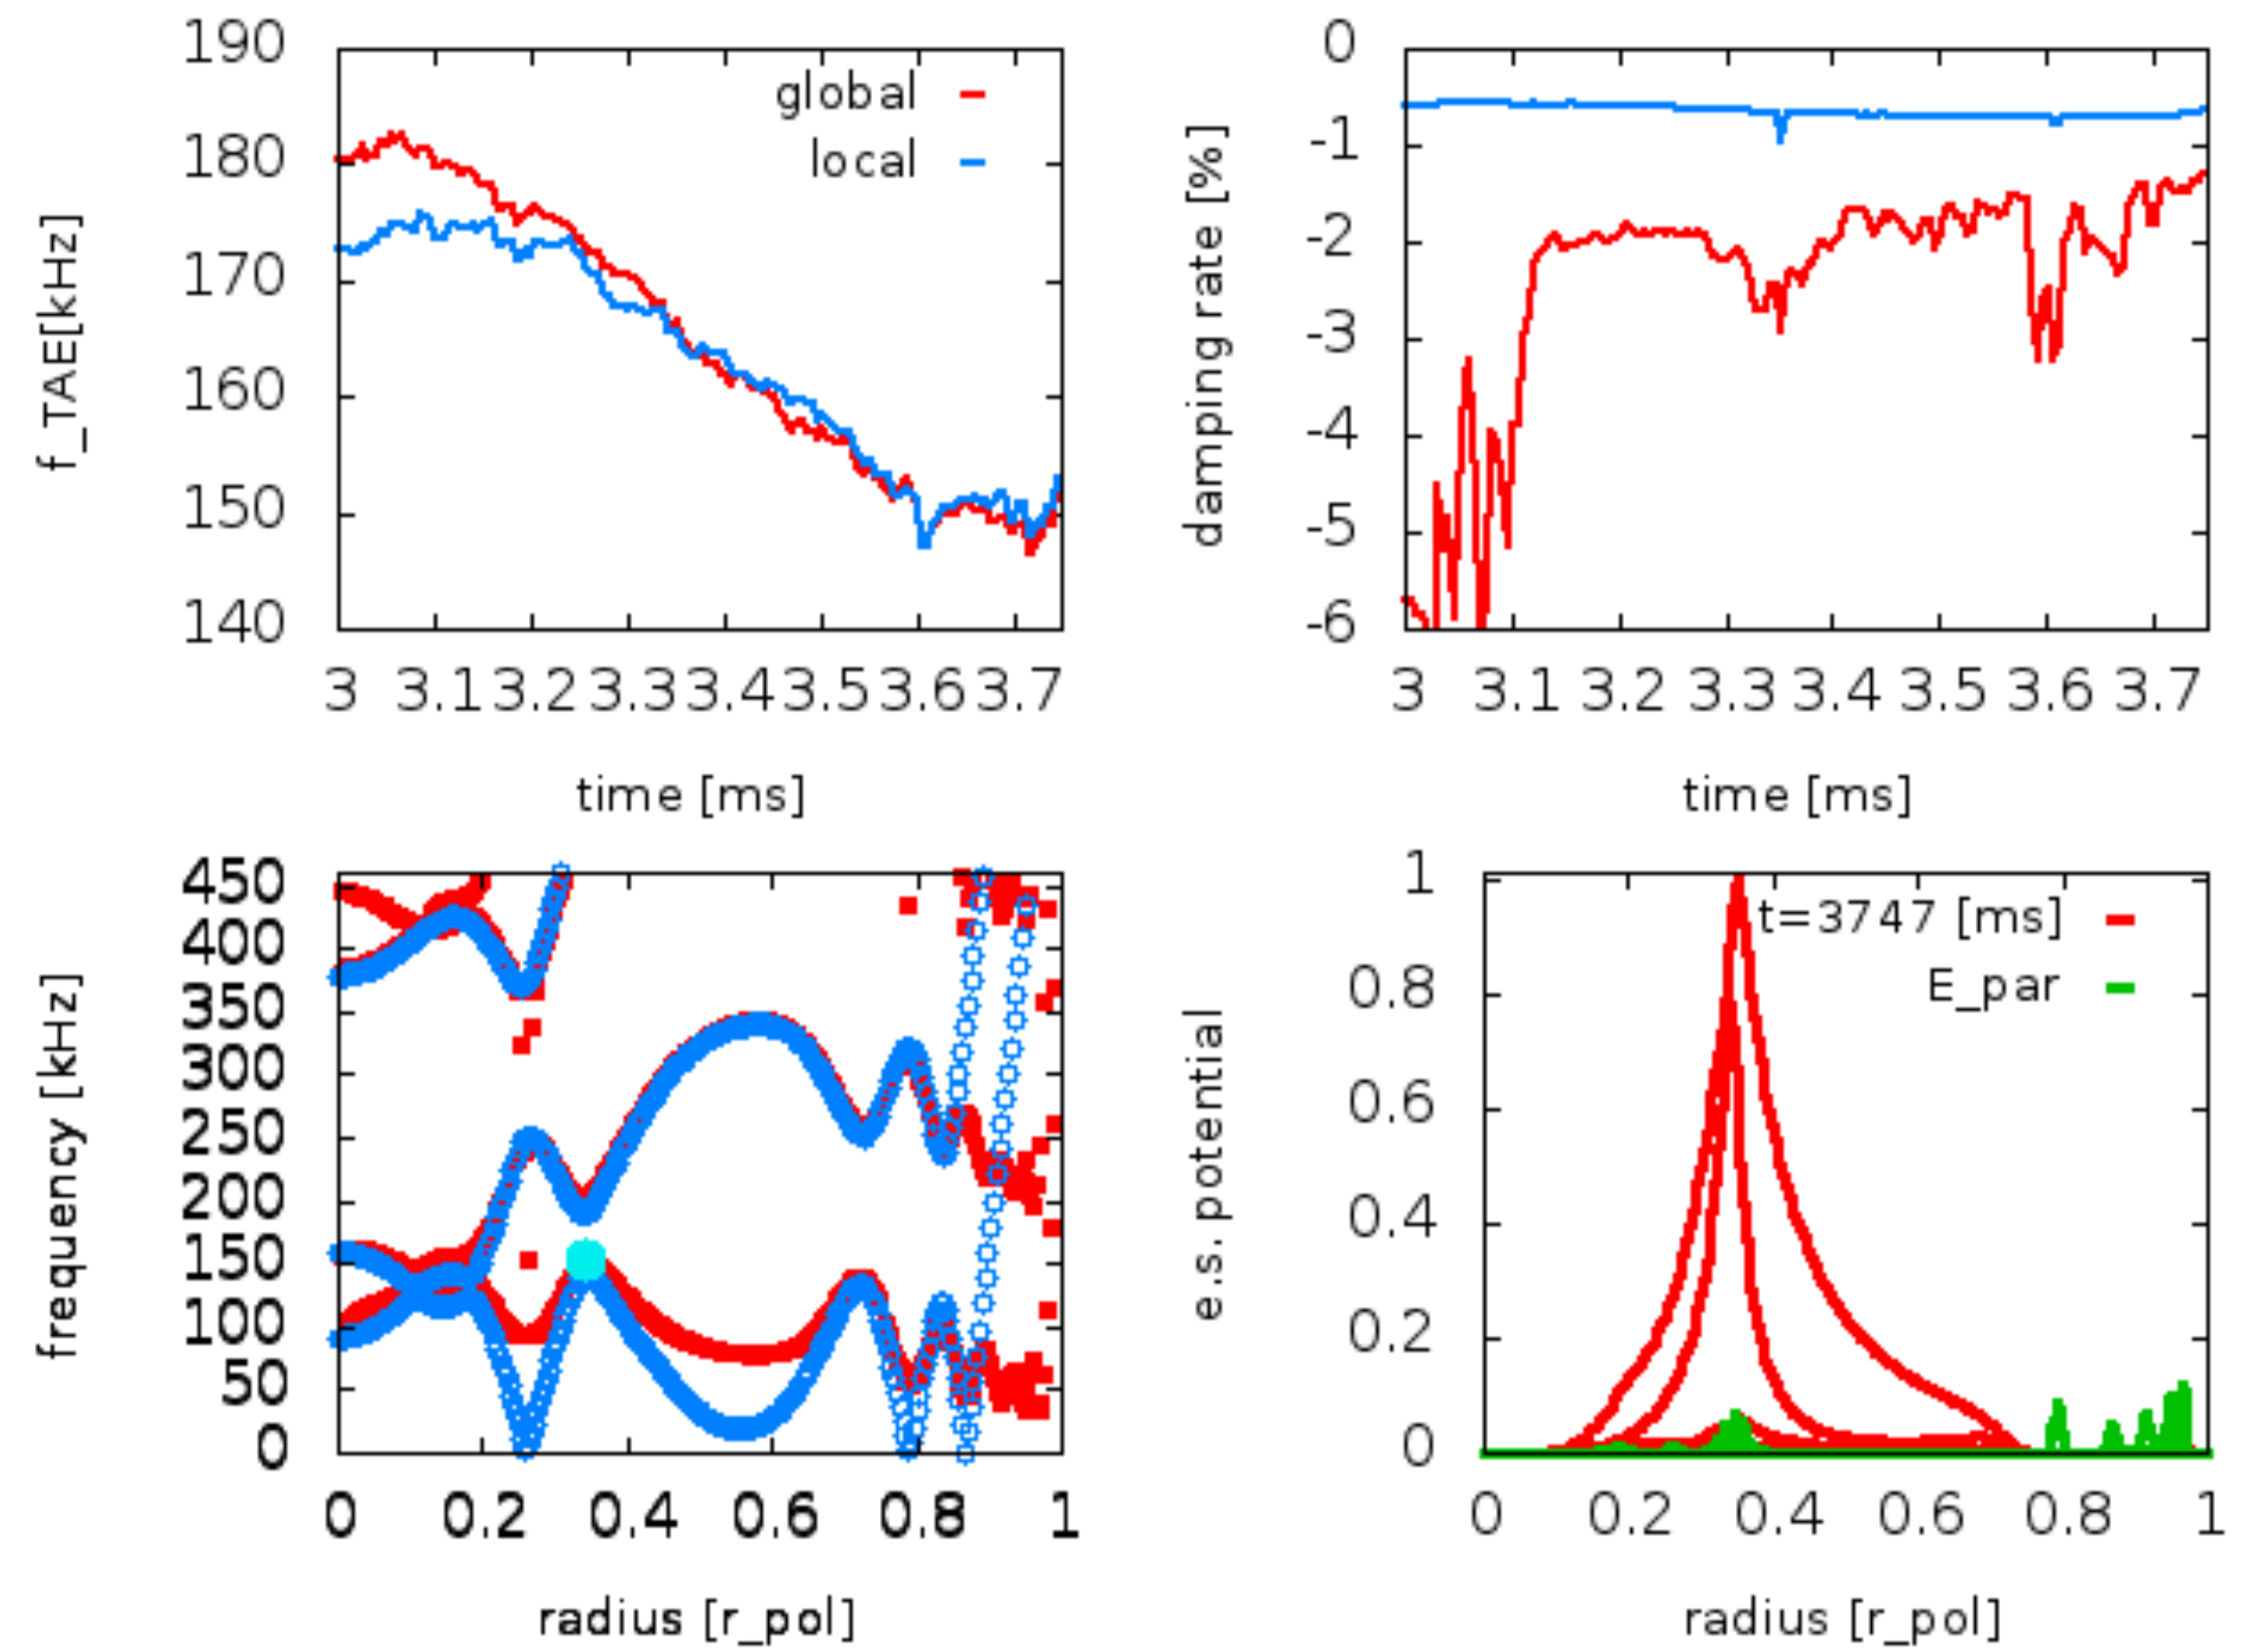 190
180
170
160
150
140
f_TAE[kHz]
global
local
3 3.1 3.2 3.3 3.4 3.5 3.6 3.7
time [ms]
0
-1
-2
-3
-4
-5
-6
damping rate [%]
3 3.1 3.2 3.3 3.4 3.5 3.6 3.7
time [ms]
450
400
350
300
250
200
150
100
50
0
frequency [kHz]
0 0.2 0.4 0.6 0.8 1
radius [r_pol]
1
0.8
0.6
0.4
0.2
0
e.s. potential
t=3747 [ms]
E_par
0 0.2 0.4 0.6 0.8 1
radius [r_pol]